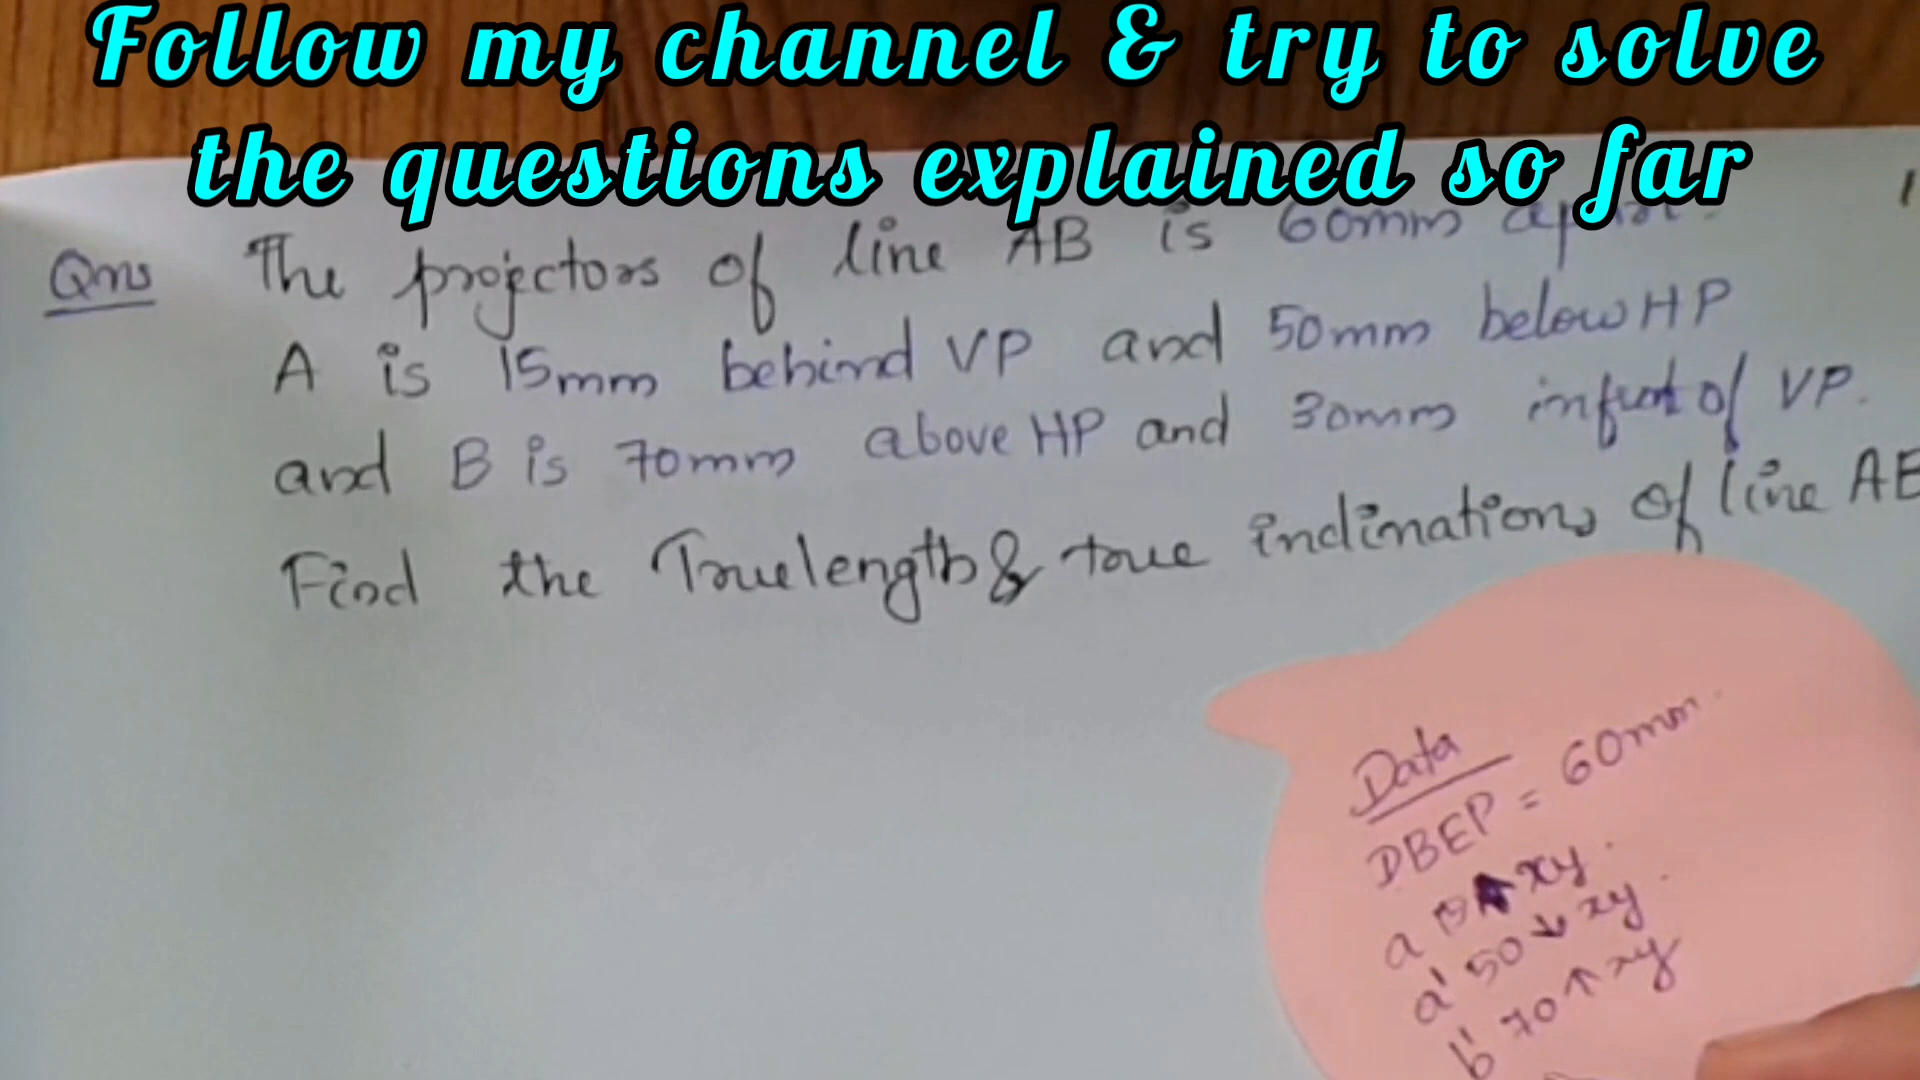 Follow my channel & try to solve
the questions explained so far
Qns The projectors of line AB is 60mm apart.
A is 15mm behind VP and 50mm below HP
and B is 70mm above HP and 30mm infront of VP.
Find the Truelength & true inclinations of line AB
Data
DBEP = 60mm.
a 15 ↑ xy.
a' 50 ↓ xy.
b' 70 ↑ xy